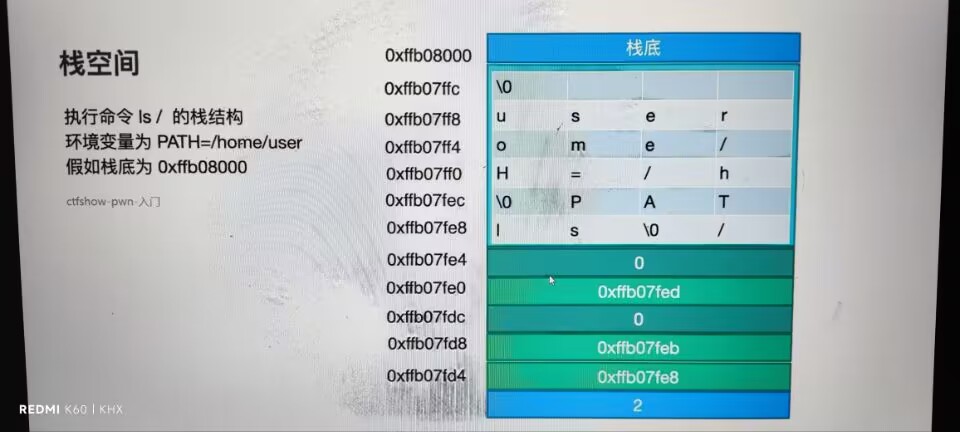 栈空间
执行命令 ls / 的栈结构
环境变量为 PATH=/home/user
假如栈底为 0xffb08000
ctfshow-pwn-入门
0xffb08000 栈底
0xffb07ffc \0
0xffb07ff8 u s e r
0xffb07ff4 o m e /
0xffb07ff0 H = / h
0xffb07fec \0 P A T
0xffb07fe8 l s \0 /
0xffb07fe4 0
0xffb07fe0 0xffb07fed
0xffb07fdc 0
0xffb07fd8 0xffb07feb
0xffb07fd4 0xffb07fe8
2
REDMI K60 | KHX